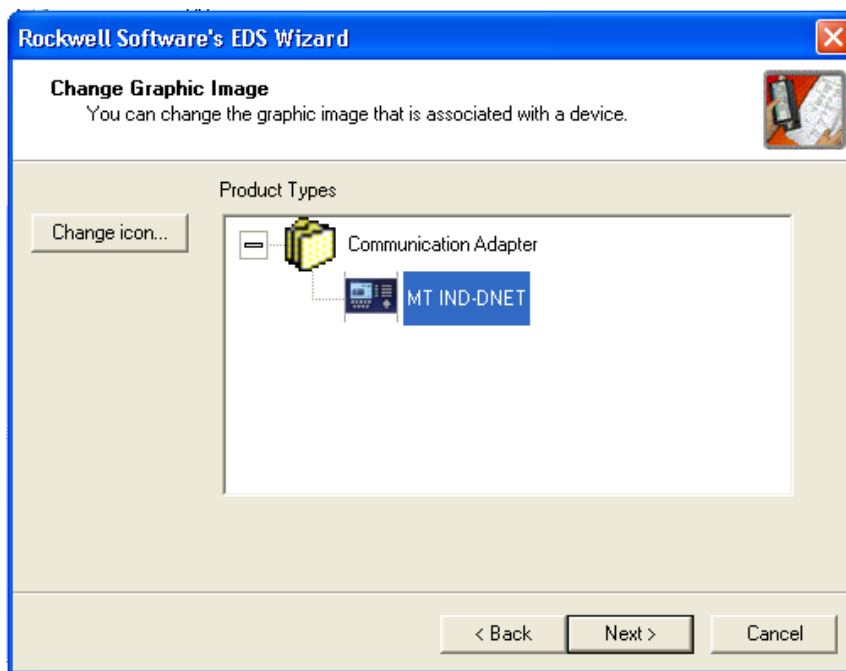 Rockwell Software's EDS Wizard
Change Graphic Image
You can change the graphic image that is associated with a device.
Product Types
Change icon...
Communication Adapter
MT IND-DNET
< Back
Next >
Cancel